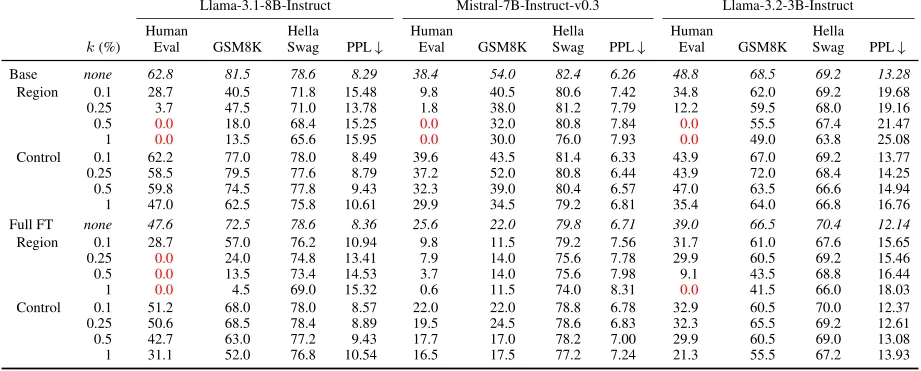 Llama-3.1-8B-Instruct Mistral-7B-Instruct-v0.3 Llama-3.2-3B-Instruct
Human Hella Human Hella Human Hella
k (%) Eval GSM8K Swag PPL ↓ Eval GSM8K Swag PPL ↓ Eval GSM8K Swag PPL ↓
Base none 62.8 81.5 78.6 8.29 38.4 54.0 82.4 6.26 48.8 68.5 69.2 13.28
Region 0.1 28.7 40.5 71.8 15.48 9.8 40.5 80.6 7.42 34.8 62.0 69.2 19.68
0.25 3.7 47.5 71.0 13.78 1.8 38.0 81.2 7.79 12.2 59.5 68.0 19.16
0.5 0.0 18.0 68.4 15.25 0.0 32.0 80.8 7.84 0.0 55.5 67.4 21.47
1 0.0 13.5 65.6 15.95 0.0 30.0 76.0 7.93 0.0 49.0 63.8 25.08
Control 0.1 62.2 77.0 78.0 8.49 39.6 43.5 81.4 6.33 43.9 67.0 69.2 13.77
0.25 58.5 79.5 77.6 8.79 37.2 52.0 80.8 6.44 43.9 72.0 68.4 14.25
0.5 59.8 74.5 77.8 9.43 32.3 39.0 80.4 6.57 47.0 63.5 66.6 14.94
1 47.0 62.5 75.8 10.61 29.9 34.5 79.2 6.81 35.4 64.0 66.8 16.76
Full FT none 47.6 72.5 78.6 8.36 25.6 22.0 79.8 6.71 39.0 66.5 70.4 12.14
Region 0.1 28.7 57.0 76.2 10.94 9.8 11.5 79.2 7.56 31.7 61.0 67.6 15.65
0.25 0.0 24.0 74.8 13.41 7.9 14.0 75.6 7.78 29.9 60.5 69.2 15.46
0.5 0.0 13.5 73.4 14.53 3.7 14.0 75.6 7.98 9.1 43.5 68.8 16.44
1 0.0 4.5 69.0 15.32 0.6 11.5 74.0 8.31 0.0 41.5 66.0 18.03
Control 0.1 51.2 68.0 78.0 8.57 22.0 22.0 78.8 6.78 32.9 60.5 70.0 12.37
0.25 50.6 68.5 78.4 8.89 19.5 24.5 78.6 6.83 32.3 65.5 69.2 12.61
0.5 42.7 63.0 77.2 9.43 17.7 17.0 78.2 7.00 29.9 60.5 69.0 13.08
1 31.1 52.0 76.8 10.54 16.5 17.5 77.2 7.24 21.3 55.5 67.2 13.93